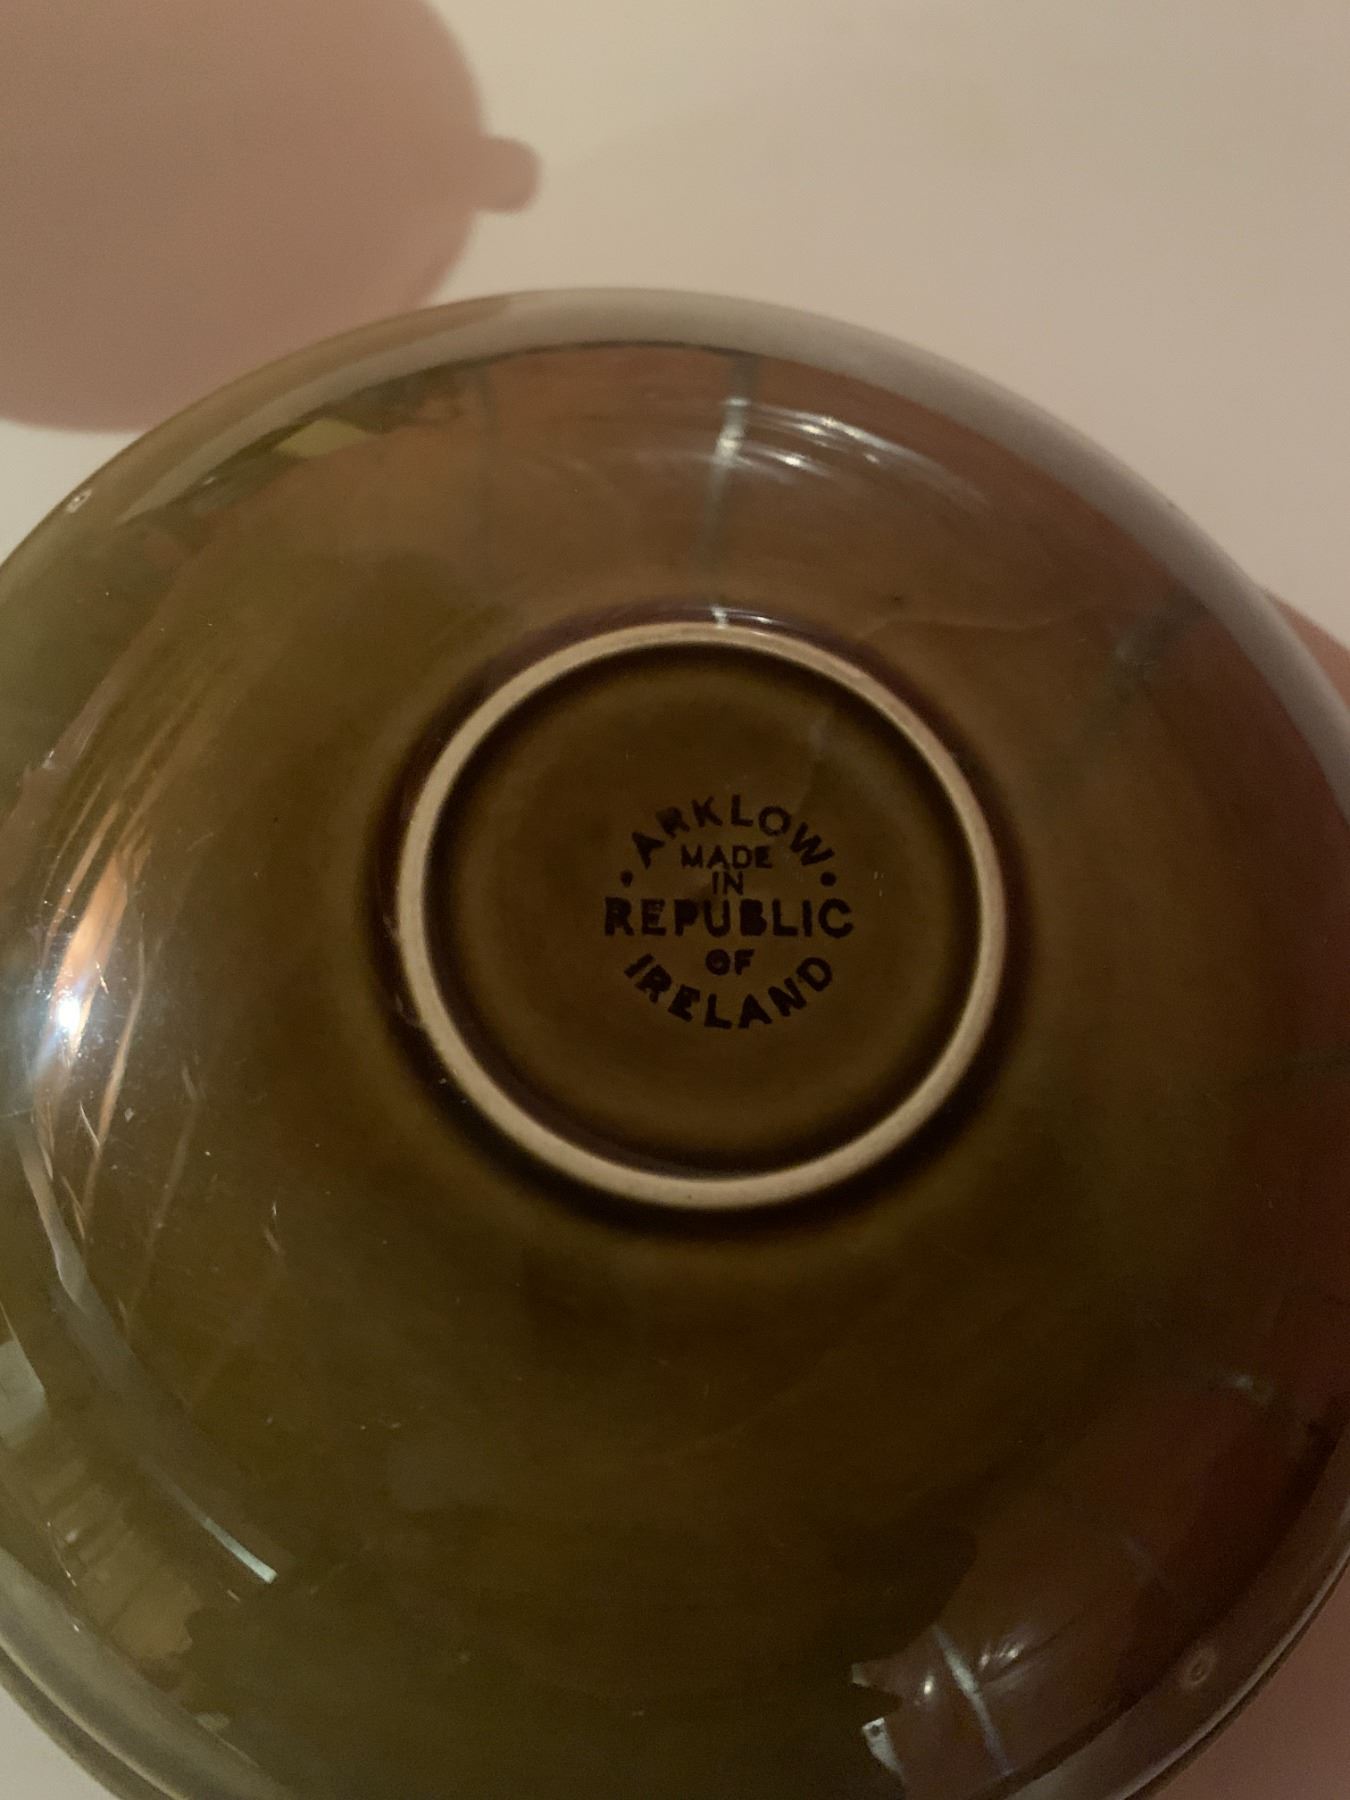 ARKLOW
MADE
IN
REPUBLIC
OF
IRELAND